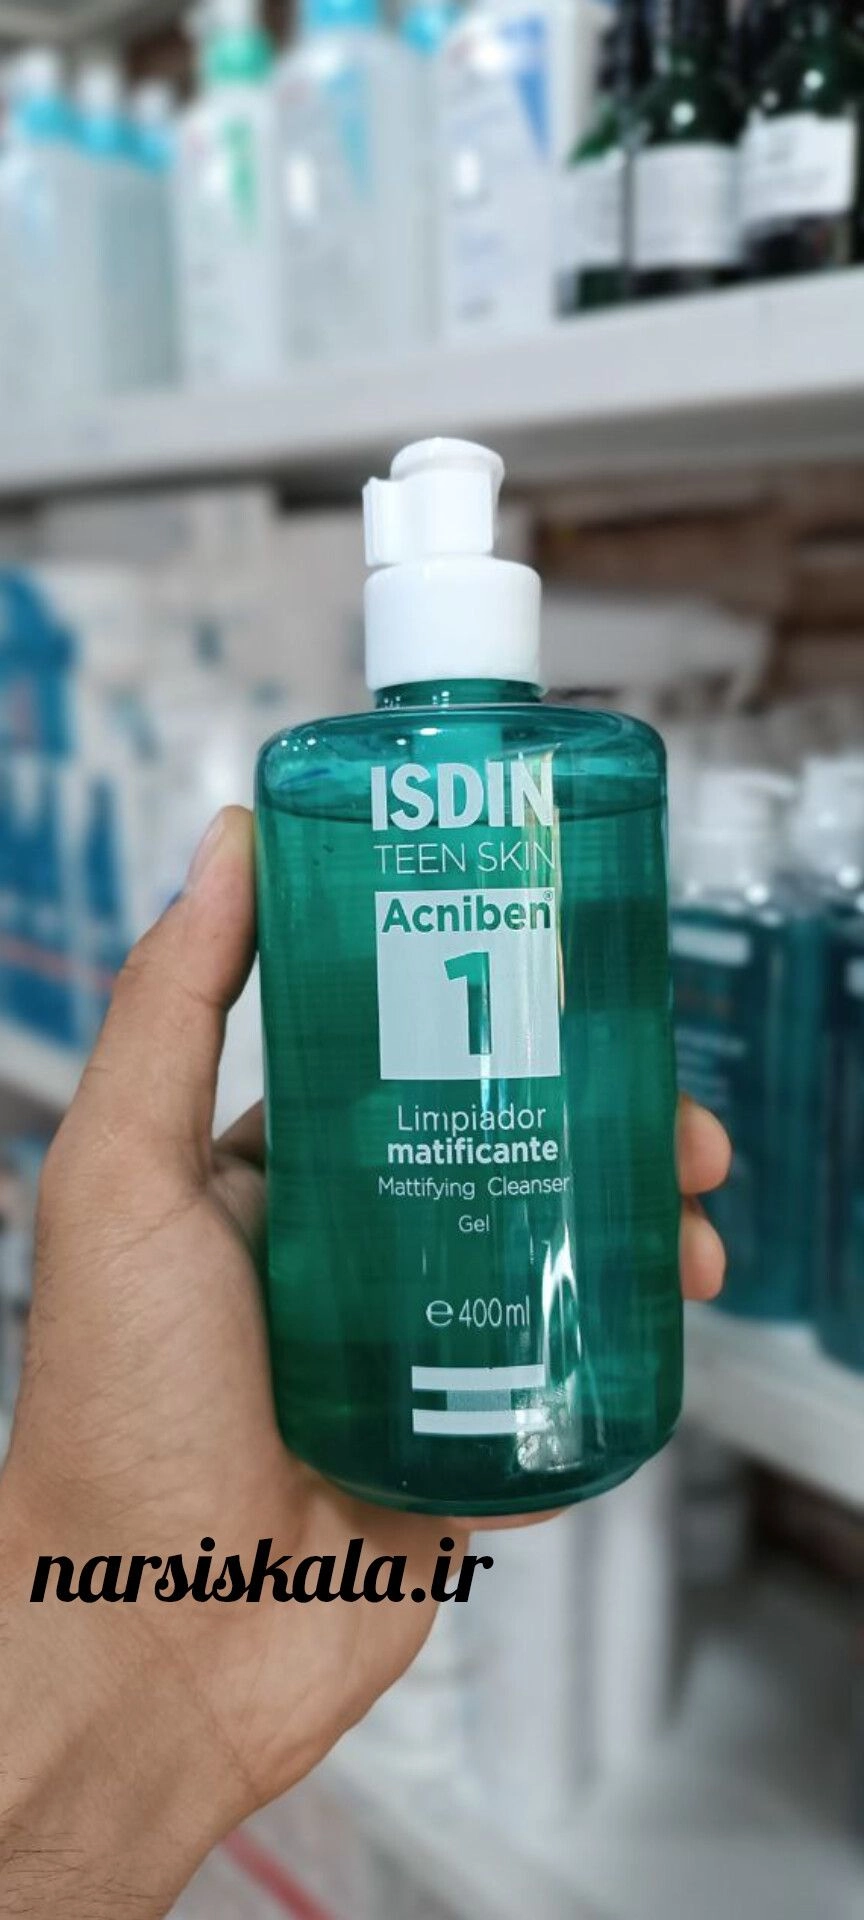 ISDIN
TEEN SKIN
Acniben®
1
Limpiador
matificante
Mattifying Cleanser
Gel
℮400ml
narsiskala.ir